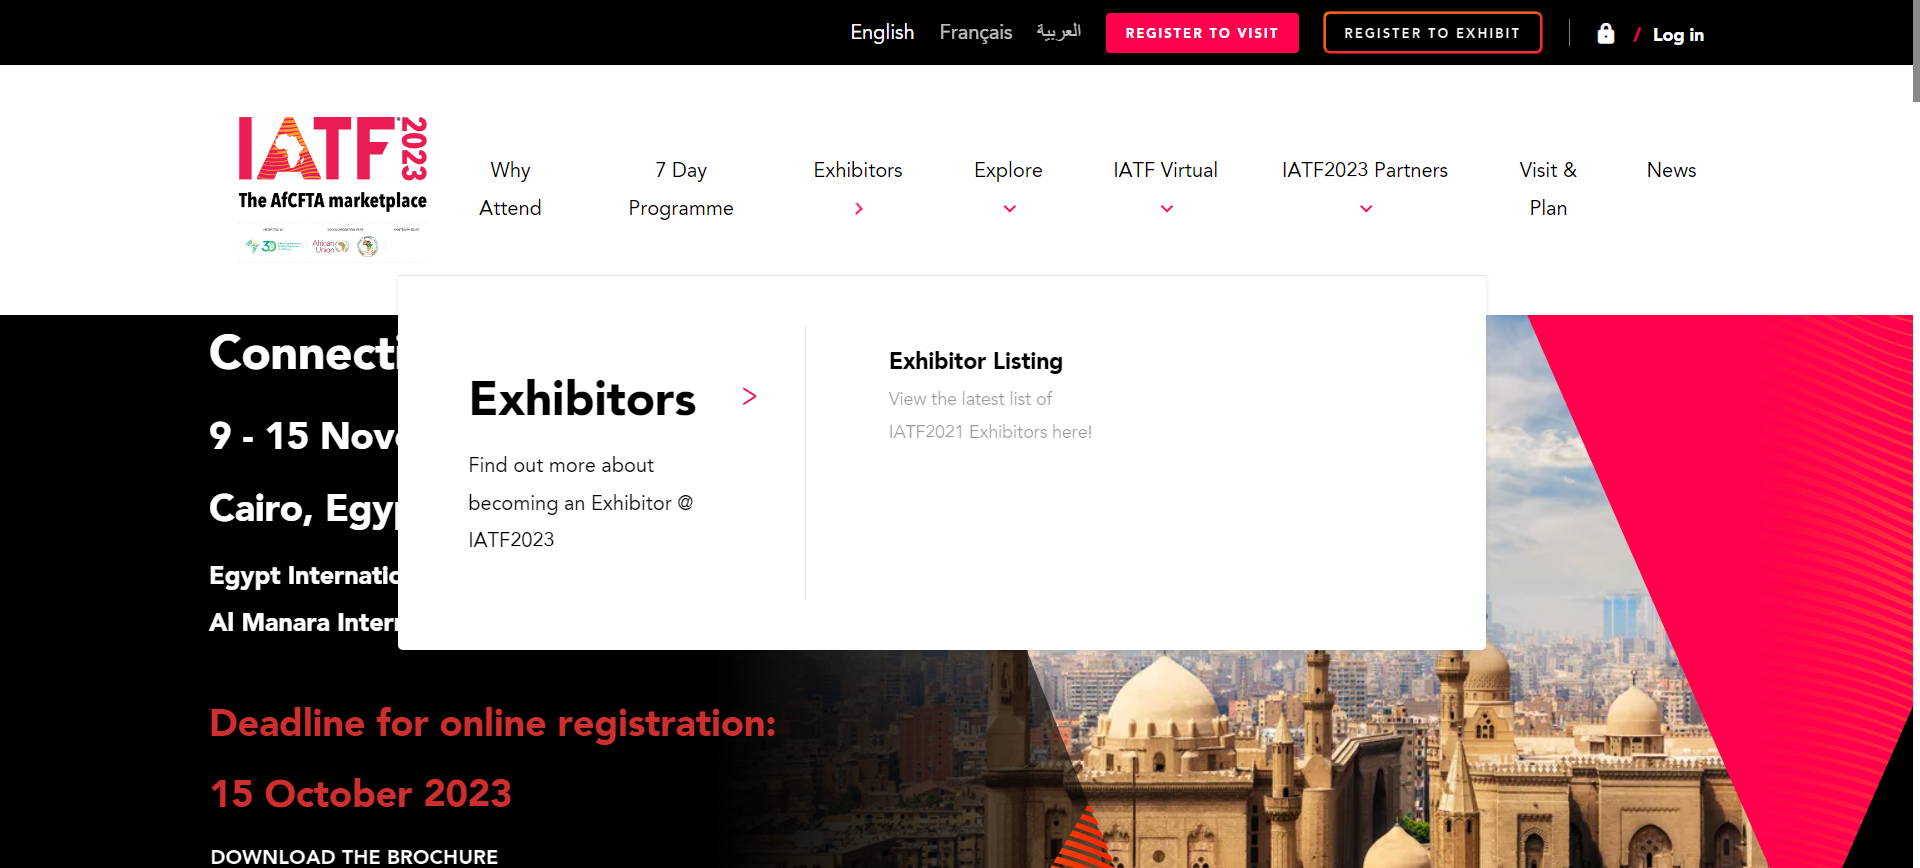 English Français العربية REGISTER TO VISIT REGISTER TO EXHIBIT / Log in
IATF 2023
The AfCFTA marketplace
African
Union
Why
Attend
7 Day
Programme
Exhibitors
Explore
IATF Virtual
IATF2023 Partners
Visit &
Plan
News
Connecti
9 - 15 Nov
Cairo, Egyp
Egypt Internatio
Al Manara Intern
Exhibitors >
Find out more about
becoming an Exhibitor @
IATF2023
Exhibitor Listing
View the latest list of
IATF2021 Exhibitors here!
Deadline for online registration:
15 October 2023
DOWNLOAD THE BROCHURE